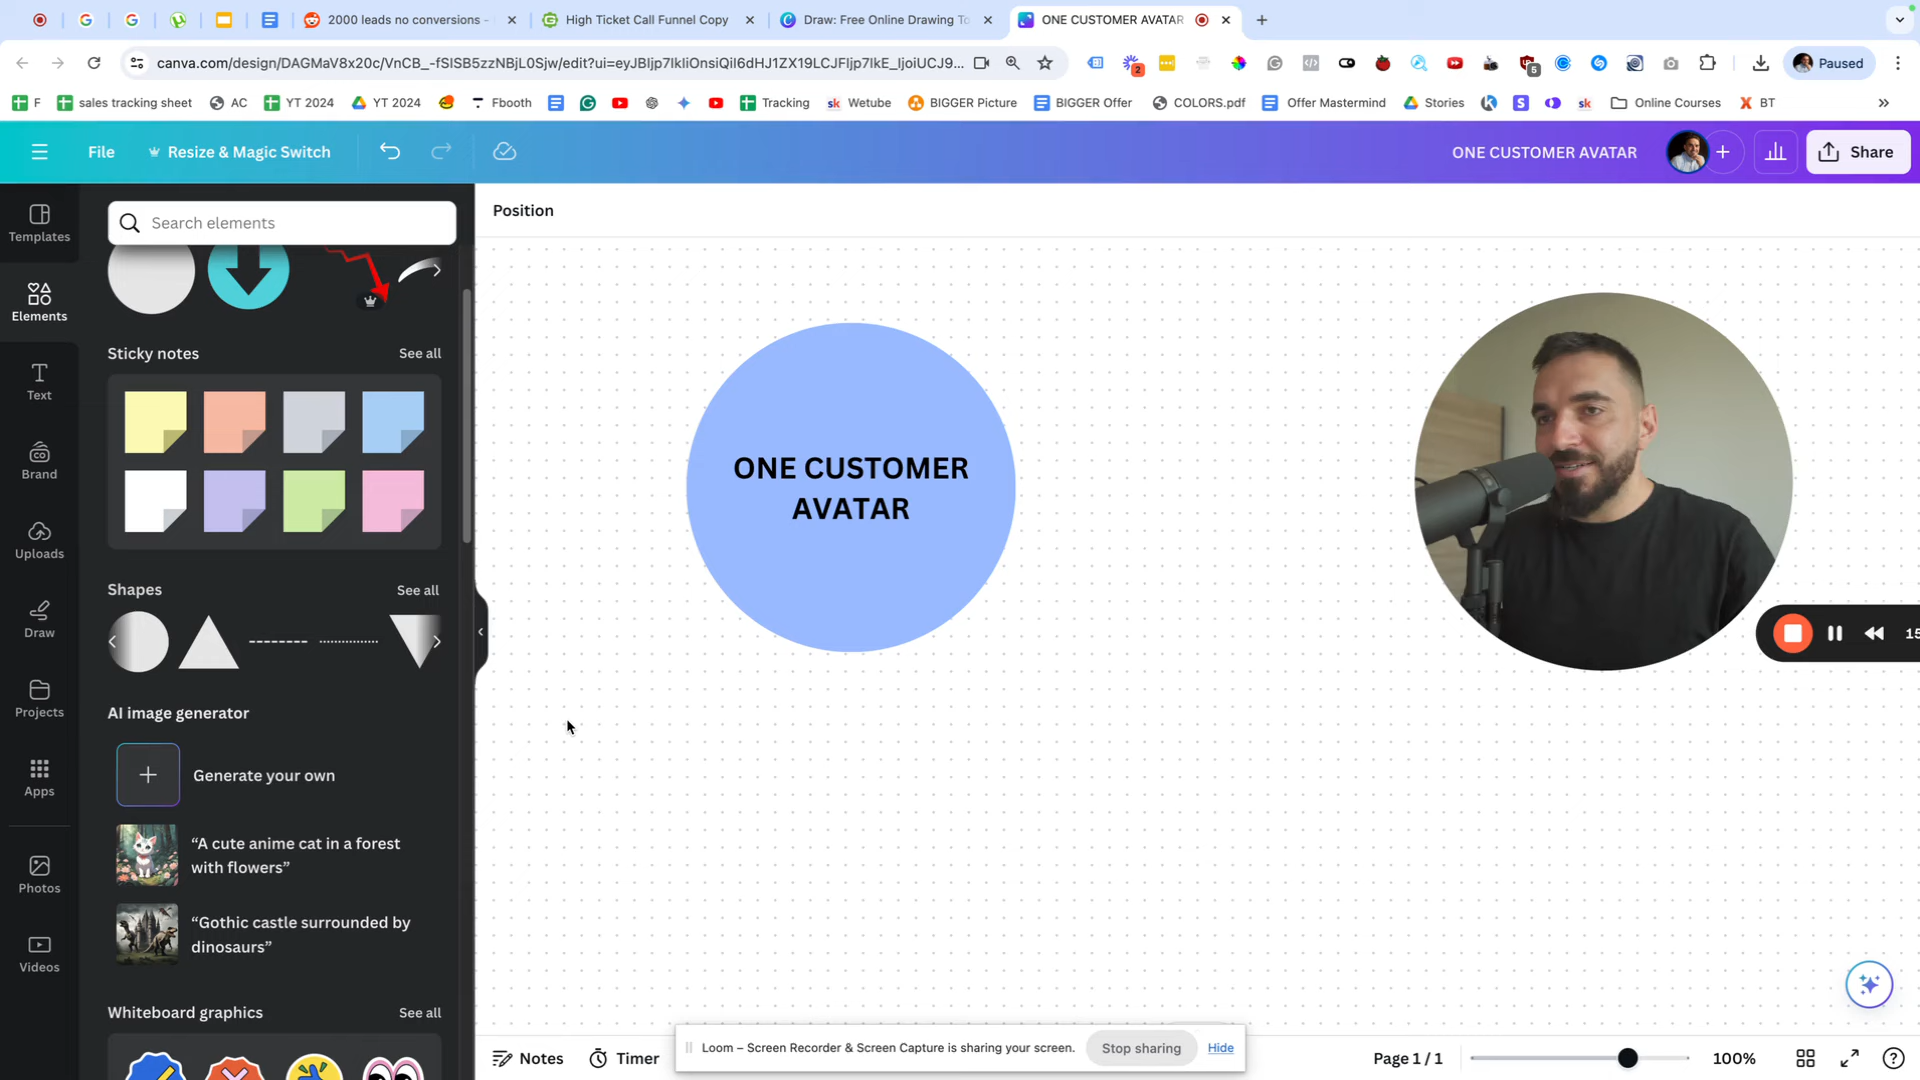 2000 leads no conversions -
High Ticket Call Funnel Copy
Draw: Free Online Drawing To
ONE CUSTOMER AVATAR
canva.com/design/DAGMaV8x20c/VnCB_-fSlSB5zzNBjL0Sjw/edit?ui=eyJBIjp7IkIiOnsiQiI6dHJ1ZX19LCJFIjp7IkE_IjoiUCJ9...
2
5
Paused
F
sales tracking sheet
AC
YT 2024
YT 2024
Fbooth
Tracking
sk Wetube
BIGGER Picture
BIGGER Offer
COLORS.pdf
Offer Mastermind
Stories
S
sk
Online Courses
X BT
File
Resize & Magic Switch
ONE CUSTOMER AVATAR
Share
Templates
Elements
Text
Brand
Uploads
Draw
Projects
Apps
Photos
Videos
Search elements
Sticky notes
See all
Shapes
See all
AI image generator
Generate your own
“A cute anime cat in a forest
with flowers”
“Gothic castle surrounded by
dinosaurs”
Whiteboard graphics
See all
Position
ONE CUSTOMER
AVATAR
15
Notes
Timer
Loom – Screen Recorder & Screen Capture is sharing your screen.
Stop sharing
Hide
Page 1 / 1
100%